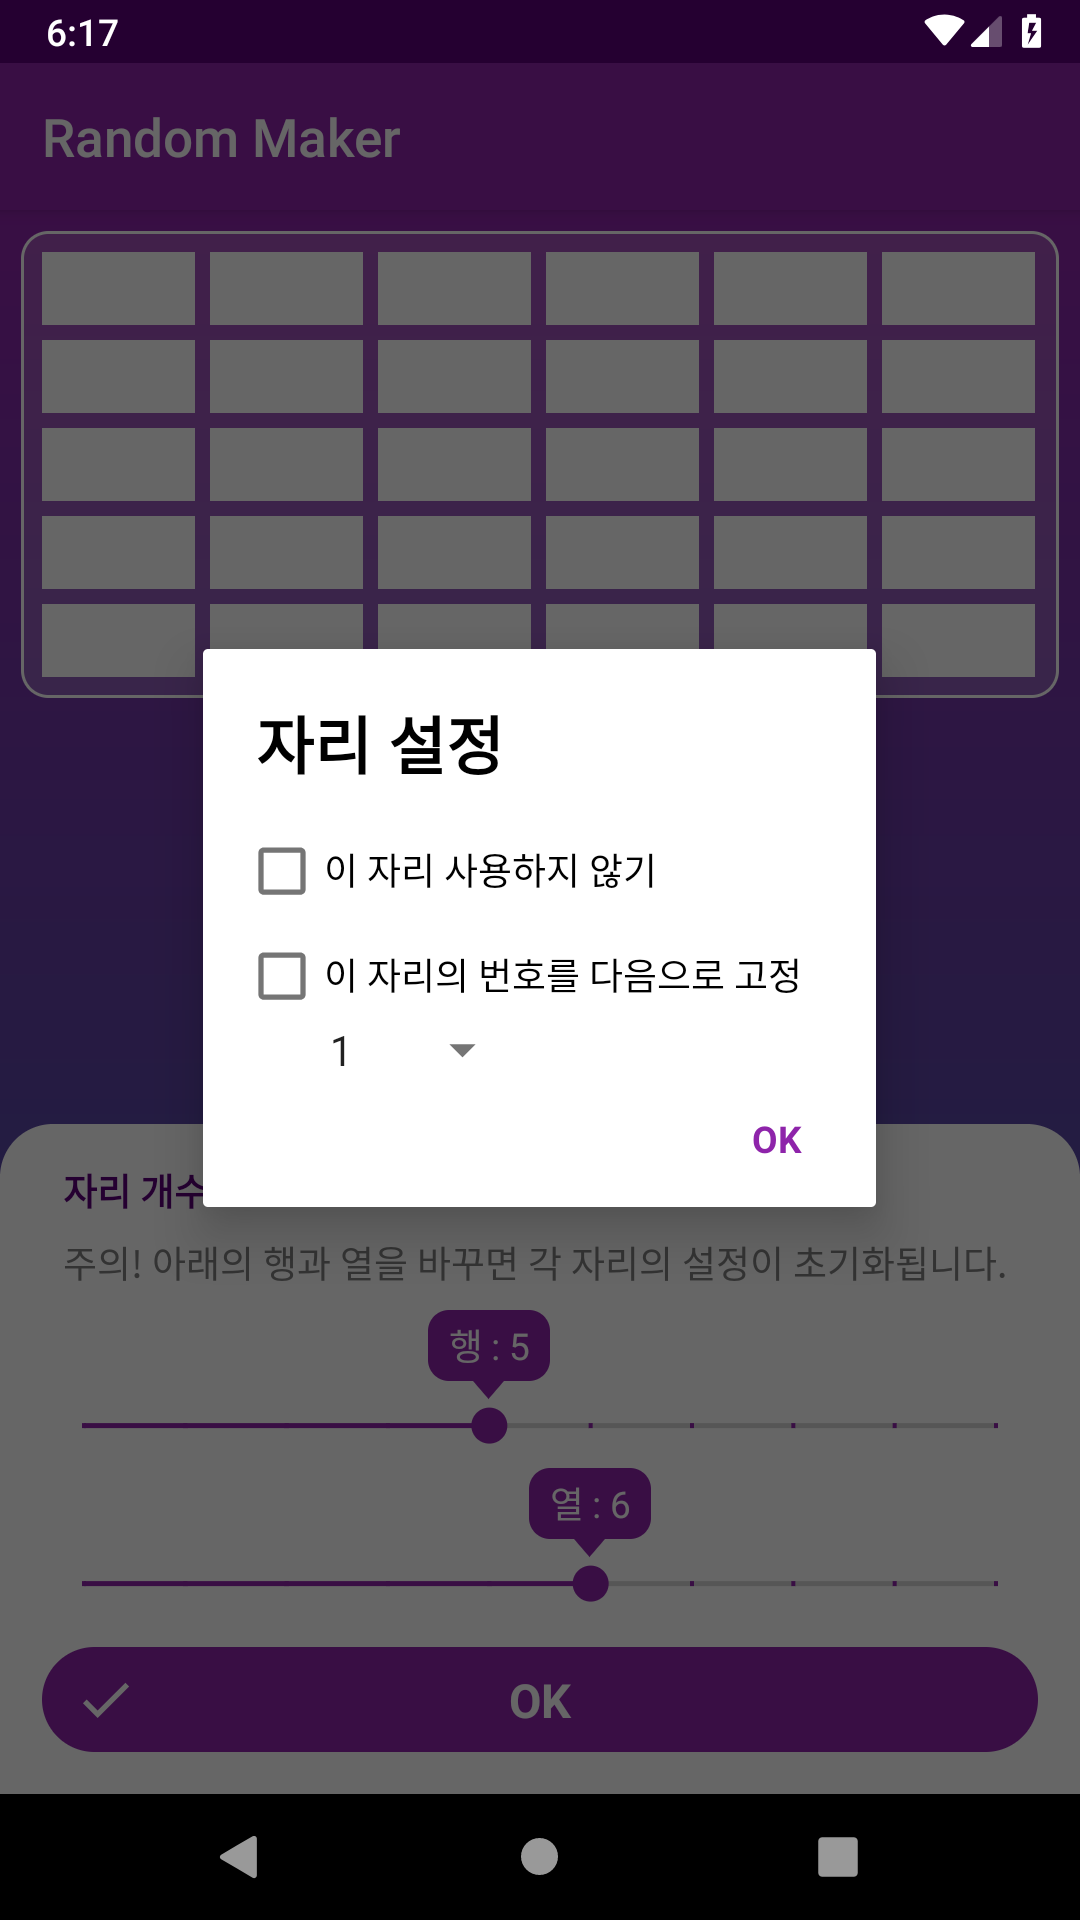 6:17
Random Maker
자리 설정
이 자리 사용하지 않기
이 자리의 번호를 다음으로 고정
1
OK
자리 개수
주의! 아래의 행과 열을 바꾸면 각 자리의 설정이 초기화됩니다.
행 : 5
열 : 6
OK